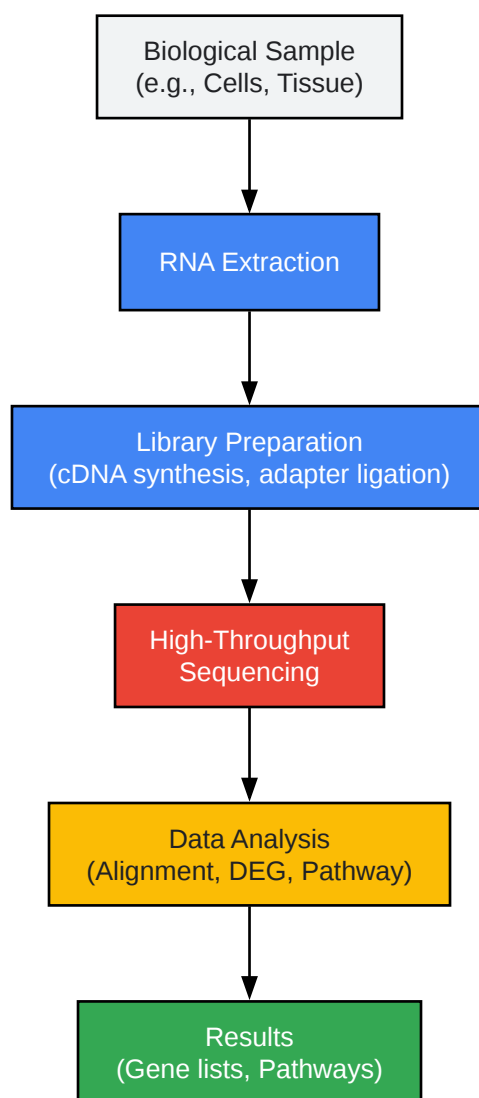 Biological Sample
(e.g., Cells, Tissue)
RNA Extraction
Library Preparation
(cDNA synthesis, adapter ligation)
High-Throughput
Sequencing
Data Analysis
(Alignment, DEG, Pathway)
Results
(Gene lists, Pathways)